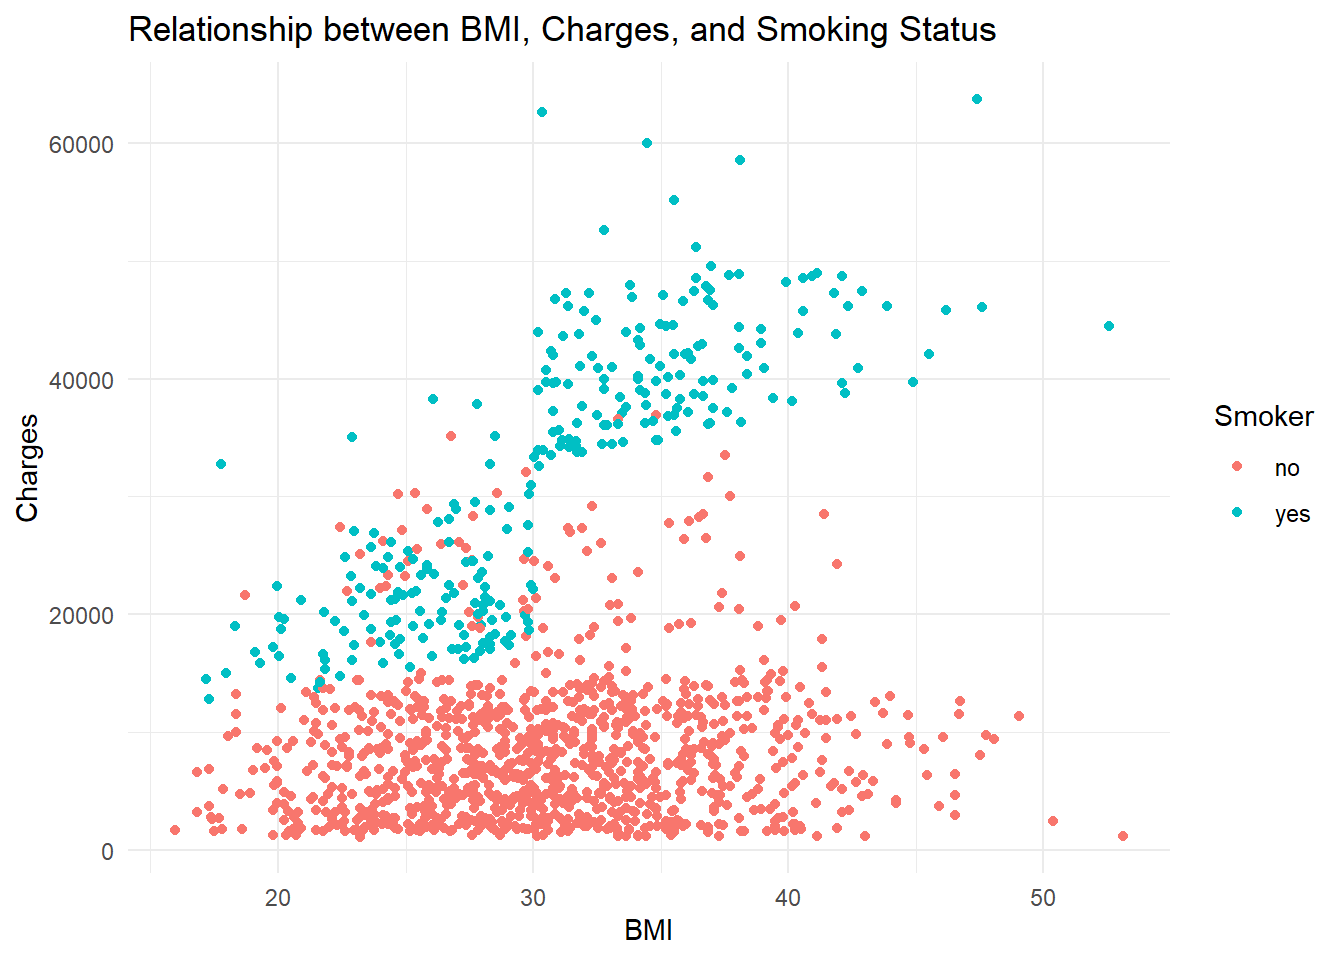 Relationship between BMI, Charges, and Smoking Status
60000
40000
20000
0
Charges
20 30 40 50
BMI
Smoker
no
yes